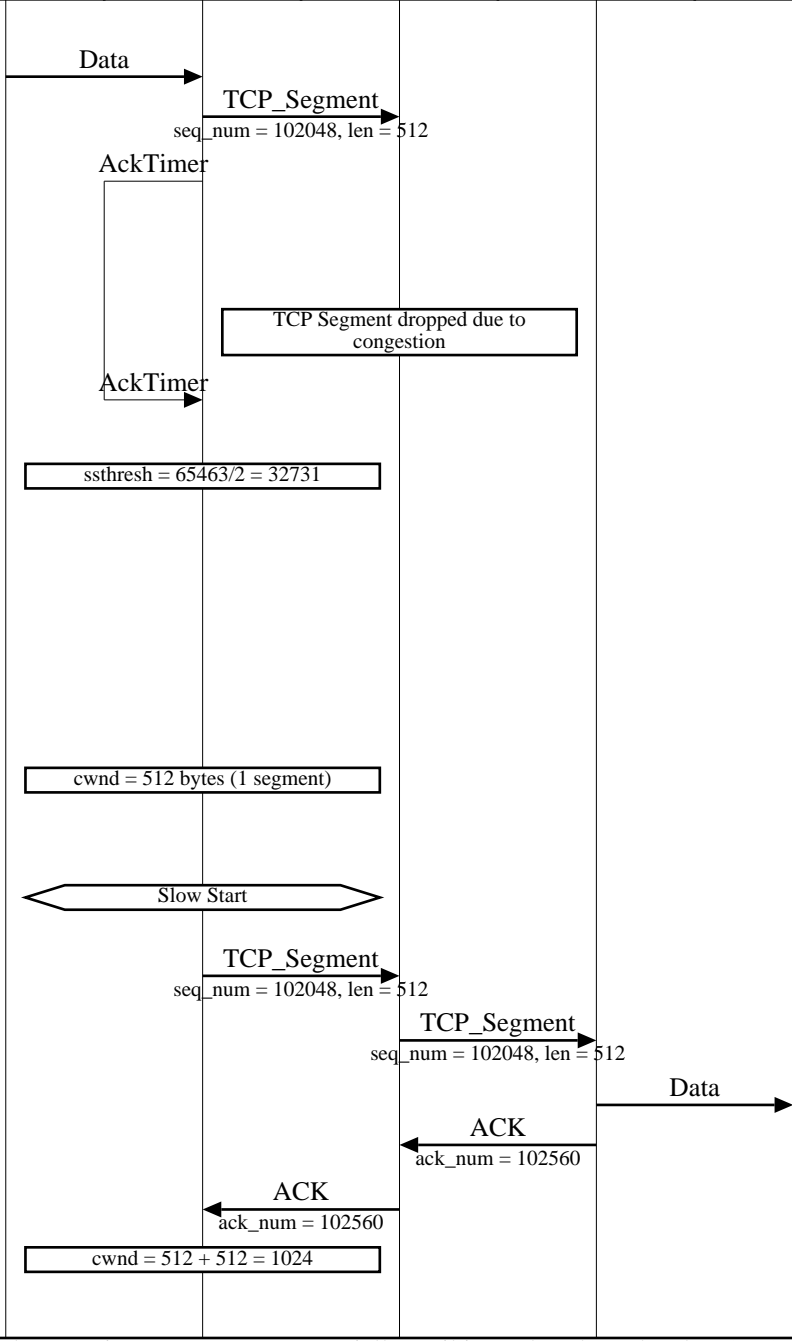 Data
TCP_Segment
seq_num = 102048, len = 512
AckTimer
TCP Segment dropped due to
congestion
AckTimer
ssthresh = 65463/2 = 32731
cwnd = 512 bytes (1 segment)
Slow Start
TCP_Segment
seq_num = 102048, len = 512
TCP_Segment
seq_num = 102048, len = 512
Data
ACK
ack_num = 102560
ACK
ack_num = 102560
cwnd = 512 + 512 = 1024